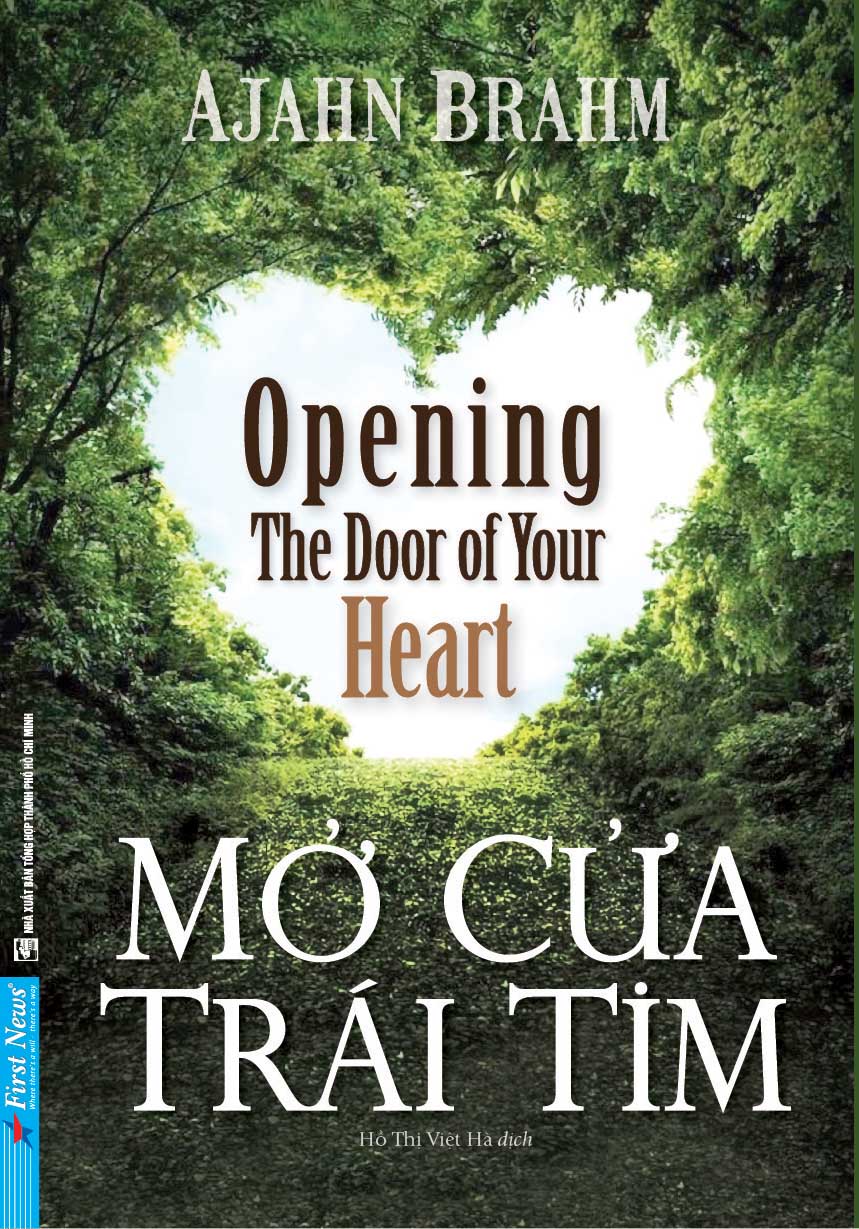 AJAHN BRAHM
Opening
The Door of Your
Heart
MỞ CỬA
TRÁI TIM
Hồ Thị Việt Hà dịch
NHÀ XUẤT BẢN TỔNG HỢP THÀNH PHỐ HỒ CHÍ MINH
First News®
Where there's a will - there's a way